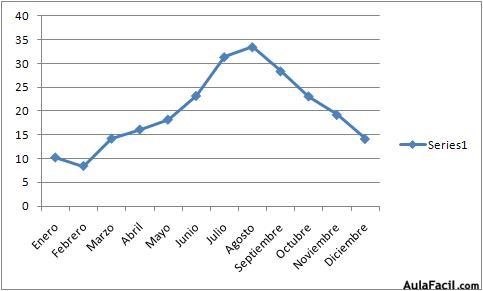 40
35
30
25
20
15
10
5
0
Enero
Febrero
Marzo
Abril
Mayo
Junio
Julio
Agosto
Septiembre
Octubre
Noviembre
Diciembre
Series1
AulaFacil.com